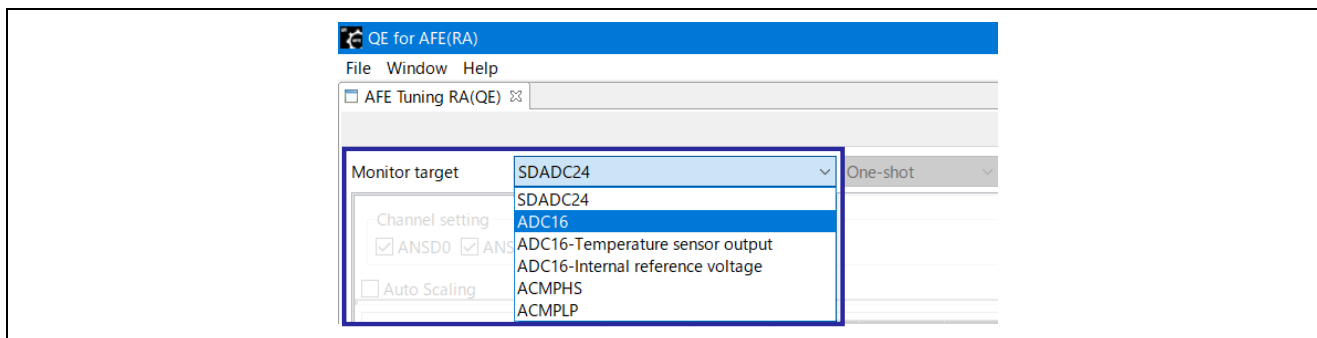 QE for AFE(RA)
File Window Help
AFE Tuning RA(QE)
Monitor target SDADC24 One-shot
SDADC24
Channel setting
ADC16
ANSD0 ANS
ADC16-Temperature sensor output
ADC16-Internal reference voltage
Auto Scaling
ACMPHS
ACMPLP